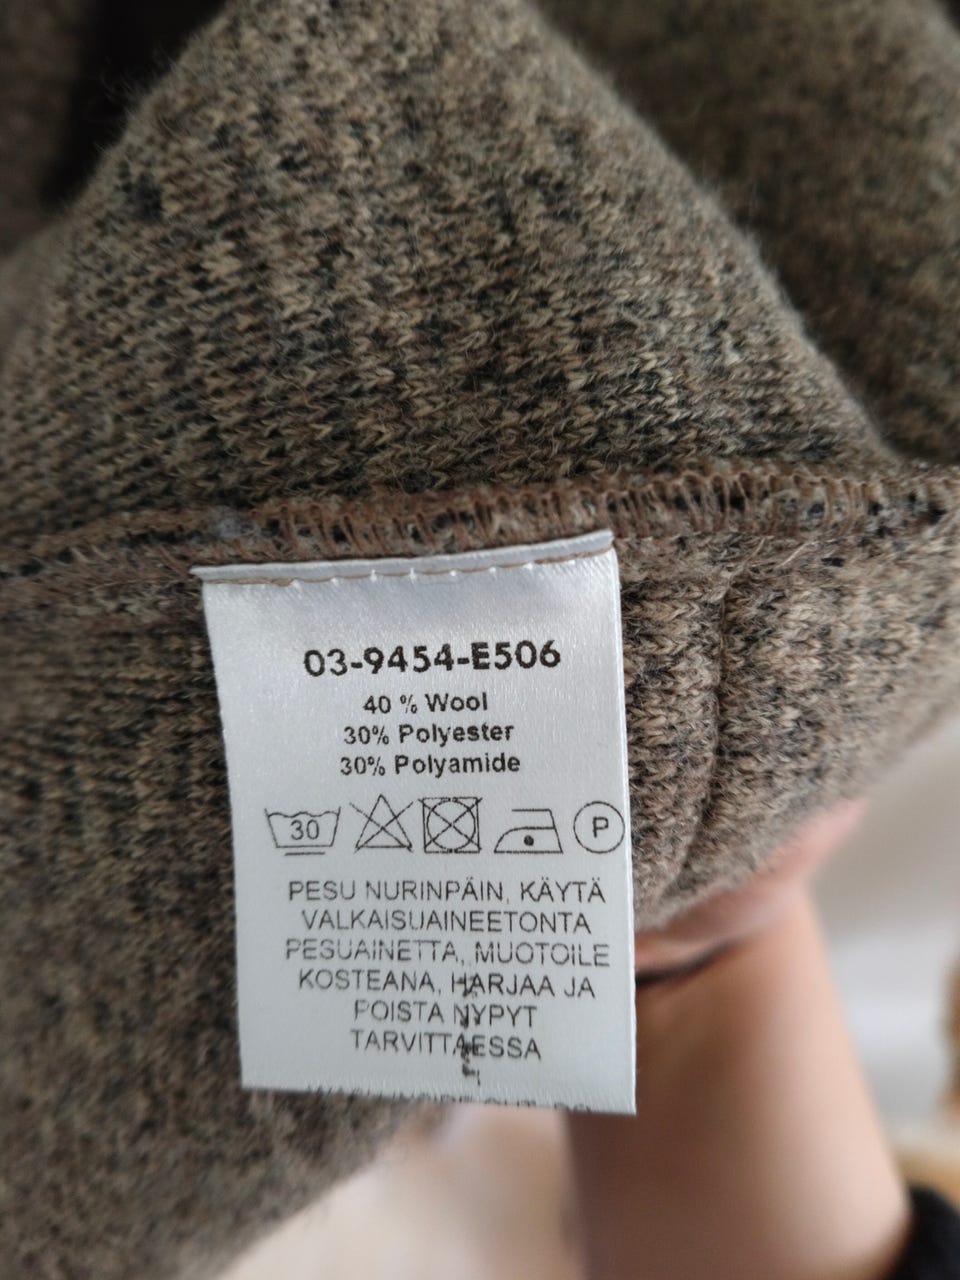 03-9454-E506
40 % Wool
30% Polyester
30% Polyamide
30 P
PESU NURINPÄIN, KÄYTÄ
VALKAISUAINEETONTA
PESUAINETTA, MUOTOILE
KOSTEANA, HARJAA JA
POISTA NYPYT
TARVITTAESSA